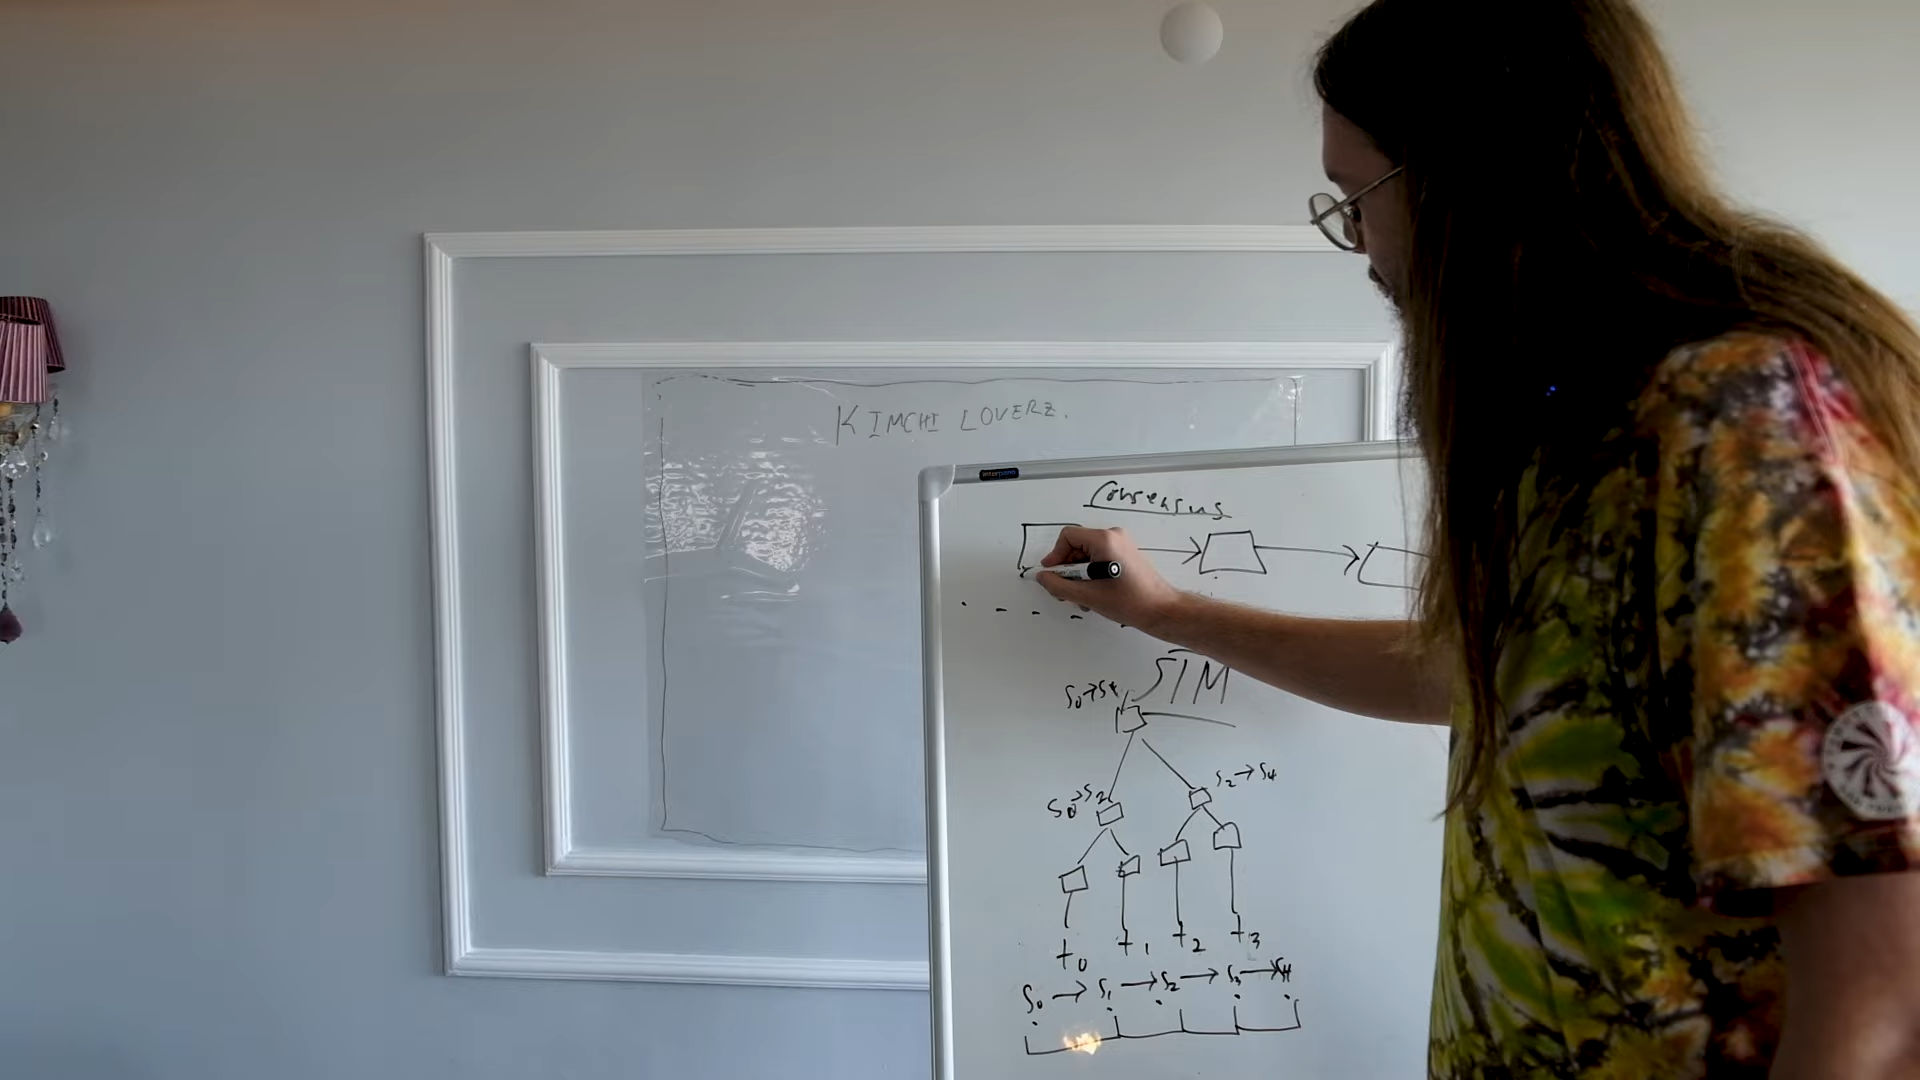 KIMCHI LOVERZ.
Consensus
STM
S₀→S₄
S₀→S₂
S₂→S₄
t₀ t₁ t₂ t₃
S₀ → S₁ → S₂ → S₃ → S₄